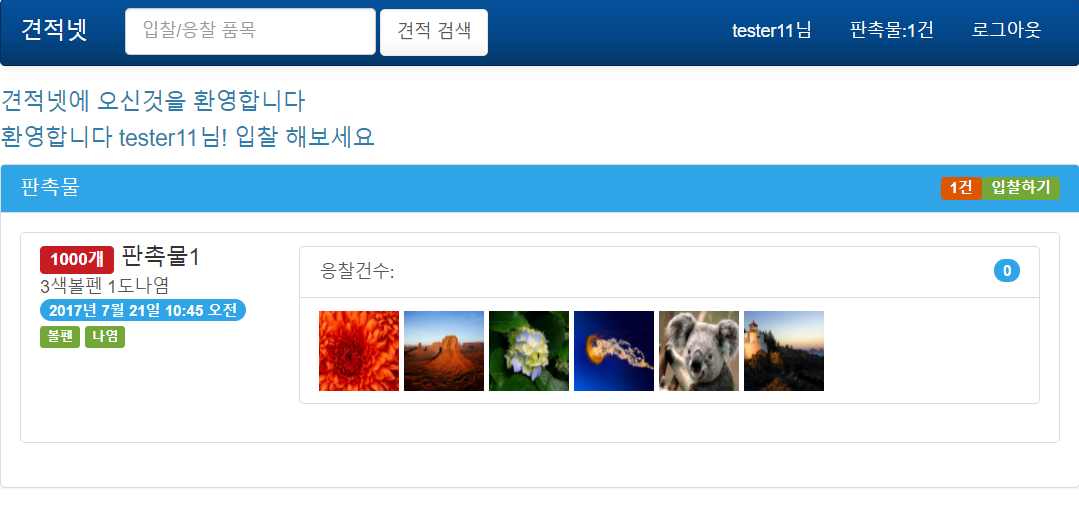 견적넷 입찰/응찰 품목 견적 검색 tester11님 판촉물:1건 로그아웃
견적넷에 오신것을 환영합니다
환영합니다 tester11님! 입찰 해보세요
판촉물 1건 입찰하기
1000개 판촉물1
3색볼펜 1도나염
2017년 7월 21일 10:45 오전
볼펜 나염
응찰건수: 0